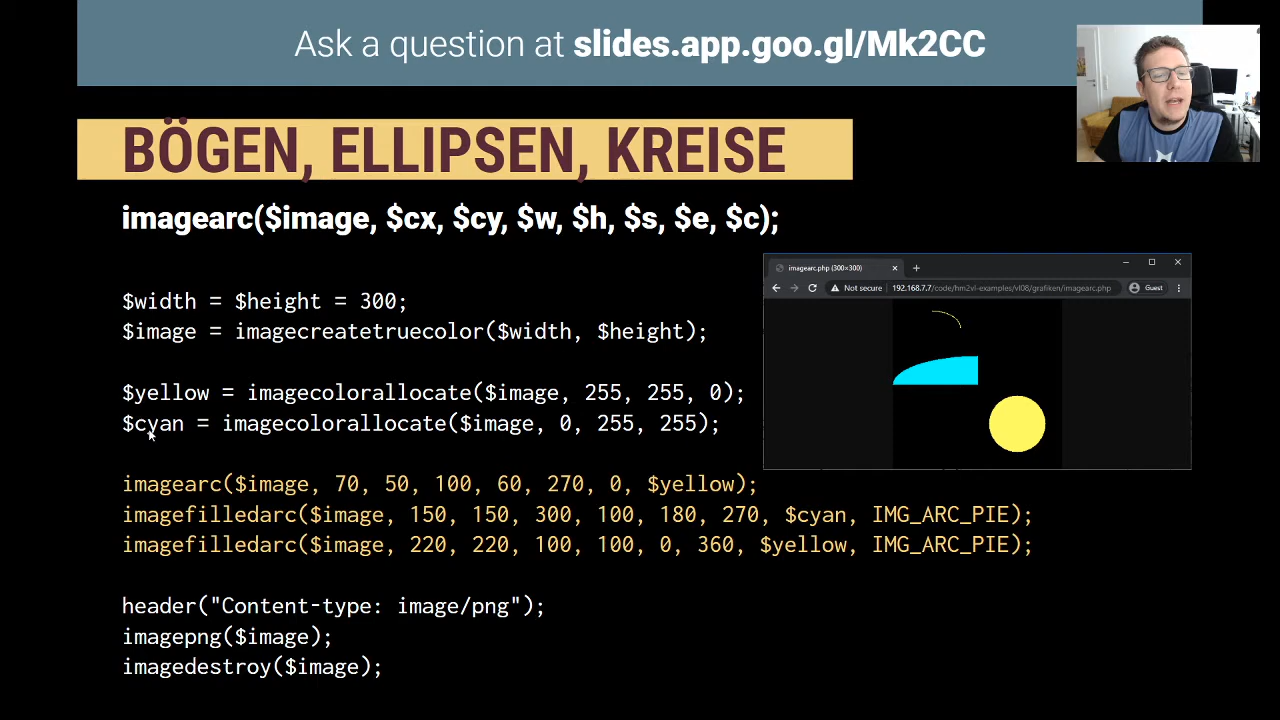 Ask a question at slides.app.goo.gl/Mk2CC
BÖGEN, ELLIPSEN, KREISE
imagearc($image, $cx, $cy, $w, $h, $s, $e, $c);
imagearc.php (300×300)
Not secure | 192.168.7.7/code/hm2vl-examples/vl08/grafiken/imagearc.php
Guest
$width = $height = 300;
$image = imagecreatetruecolor($width, $height);
$yellow = imagecolorallocate($image, 255, 255, 0);
$cyan = imagecolorallocate($image, 0, 255, 255);
imagearc($image, 70, 50, 100, 60, 270, 0, $yellow);
imagefilledarc($image, 150, 150, 300, 100, 180, 270, $cyan, IMG_ARC_PIE);
imagefilledarc($image, 220, 220, 100, 100, 0, 360, $yellow, IMG_ARC_PIE);
header("Content-type: image/png");
imagepng($image);
imagedestroy($image);